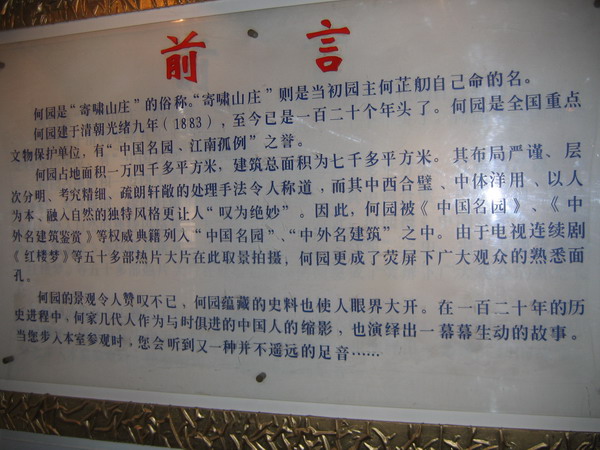 前言
何园是“寄啸山庄”的俗称。“寄啸山庄”则是当初园主何芷舠自己命的名。
何园建于清朝光绪九年(1883),至今已是一百二十个年头了。何园是全国重点
文物保护单位,有“中国名园、江南孤例”之誉。
何园占地面积一万四千多平方米,建筑总面积为七千多平方米。其布局严谨、层
次分明、考究精细、疏朗轩敞的处理手法令人称道,而其中西合璧、中体洋用、以人
为本、融入自然的独特风格更让人“叹为绝妙”。因此,何园被《中国名园》、《中
外名建筑鉴赏》等权威典籍列入“中国名园”、“中外名建筑”之中。由于电视连续剧
《红楼梦》等五十多部热片大片在此取景拍摄,何园更成了荧屏下广大观众的熟悉面
孔。
何园的景观令人赞叹不已,何园蕴藏的史料也使人眼界大开。在一百二十年的历
史进程中,何家几代人作为与时俱进的中国人的缩影,也演绎出一幕幕生动的故事。
当您步入本室参观时,您会听到又一种并不遥远的足音……